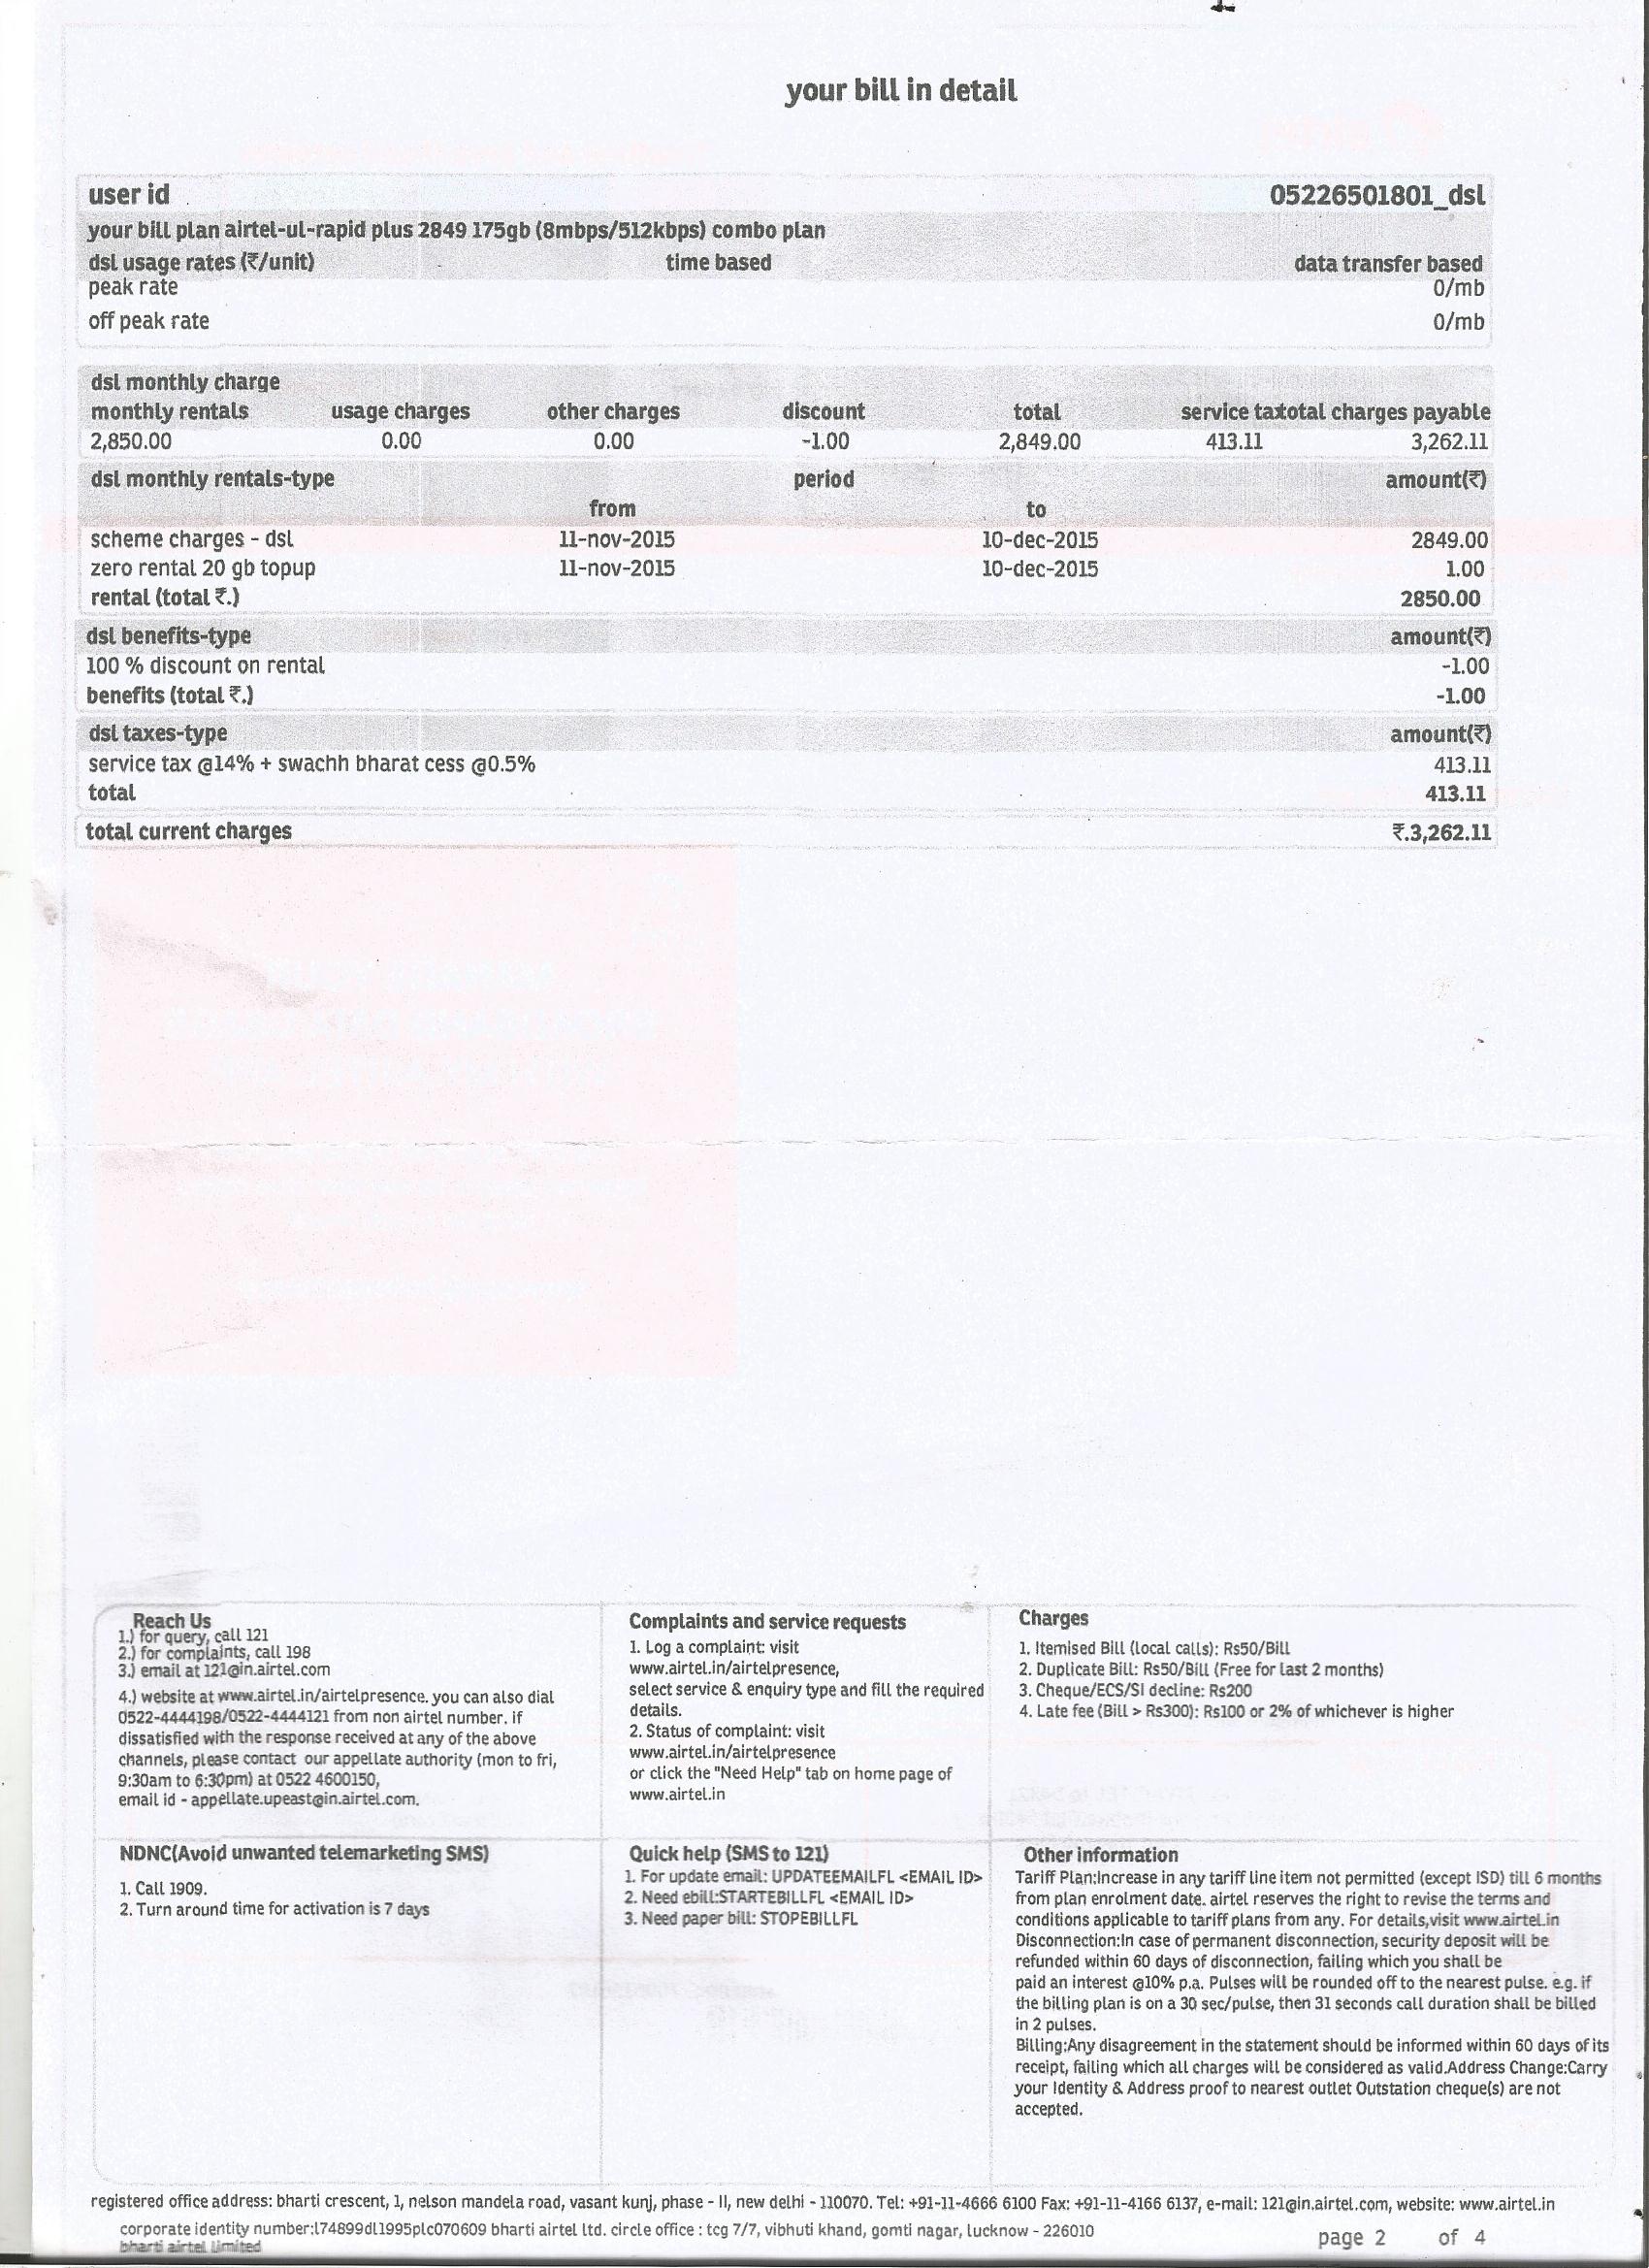 your bill in detail
user id 05226501801_dsl
your bill plan airtel-ul-rapid plus 2849 175gb (8mbps/512kbps) combo plan
dsl usage rates (₹/unit) time based data transfer based
peak rate 0/mb
off peak rate 0/mb
dsl monthly charge
monthly rentals usage charges other charges discount total service taxtotal charges payable
2,850.00 0.00 0.00 -1.00 2,849.00 413.11 3,262.11
dsl monthly rentals-type period amount(₹)
from to
scheme charges - dsl 11-nov-2015 10-dec-2015 2849.00
zero rental 20 gb topup 11-nov-2015 10-dec-2015 1.00
rental (total ₹.) 2850.00
dsl benefits-type amount(₹)
100 % discount on rental -1.00
benefits (total ₹.) -1.00
dsl taxes-type amount(₹)
service tax @14% + swachh bharat cess @0.5% 413.11
total 413.11
total current charges ₹.3,262.11
Reach Us
1.) for query, call 121
2.) for complaints, call 198
3.) email at 121@in.airtel.com
4.) website at www.airtel.in/airtelpresence. you can also dial
0522-4444198/0522-4444121 from non airtel number. if
dissatisfied with the response received at any of the above
channels, please contact our appellate authority (mon to fri,
9:30am to 6:30pm) at 0522 4600150,
email id - appellate.upeast@in.airtel.com.
Complaints and service requests
1. Log a complaint: visit
www.airtel.in/airtelpresence,
select service & enquiry type and fill the required
details.
2. Status of complaint: visit
www.airtel.in/airtelpresence
or click the "Need Help" tab on home page of
www.airtel.in
Charges
1. Itemised Bill (local calls): Rs50/Bill
2. Duplicate Bill: Rs50/Bill (Free for last 2 months)
3. Cheque/ECS/SI decline: Rs200
4. Late fee (Bill > Rs300): Rs100 or 2% of whichever is higher
NDNC(Avoid unwanted telemarketing SMS)
1. Call 1909.
2. Turn around time for activation is 7 days
Quick help (SMS to 121)
1. For update email: UPDATEEMAILFL <EMAIL ID>
2. Need ebill:STARTEBILLFL <EMAIL ID>
3. Need paper bill: STOPEBILLFL
Other information
Tariff Plan:Increase in any tariff line item not permitted (except ISD) till 6 months
from plan enrolment date. airtel reserves the right to revise the terms and
conditions applicable to tariff plans from any. For details,visit www.airtel.in
Disconnection:In case of permanent disconnection, security deposit will be
refunded within 60 days of disconnection, failing which you shall be
paid an interest @10% p.a. Pulses will be rounded off to the nearest pulse. e.g. if
the billing plan is on a 30 sec/pulse, then 31 seconds call duration shall be billed
in 2 pulses.
Billing:Any disagreement in the statement should be informed within 60 days of its
receipt, failing which all charges will be considered as valid.Address Change:Carry
your Identity & Address proof to nearest outlet Outstation cheque(s) are not
accepted.
registered office address: bharti crescent, 1, nelson mandela road, vasant kunj, phase - II, new delhi - 110070. Tel: +91-11-4666 6100 Fax: +91-11-4166 6137, e-mail: 121@in.airtel.com, website: www.airtel.in
corporate identity number:l74899dl1995plc070609 bharti airtel ltd. circle office : tcg 7/7, vibhuti khand, gomti nagar, lucknow - 226010
bharti airtel limited
page 2 of 4